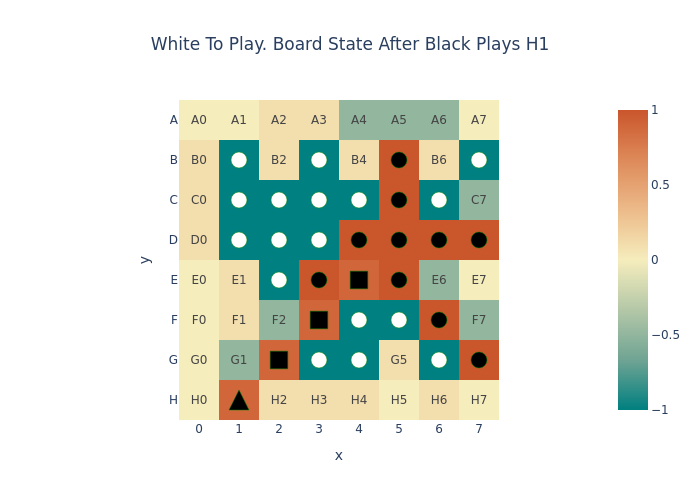 White To Play. Board State After Black Plays H1
A A0 A1 A2 A3 A4 A5 A6 A7
B B0 B2 B4 B6
C C0 C7
D D0
E E0 E1 E6 E7
F F0 F1 F2 F7
G G0 G1 G5
H H0 H2 H3 H4 H5 H6 H7
0 1 2 3 4 5 6 7
x
y
1
0.5
0
−0.5
−1